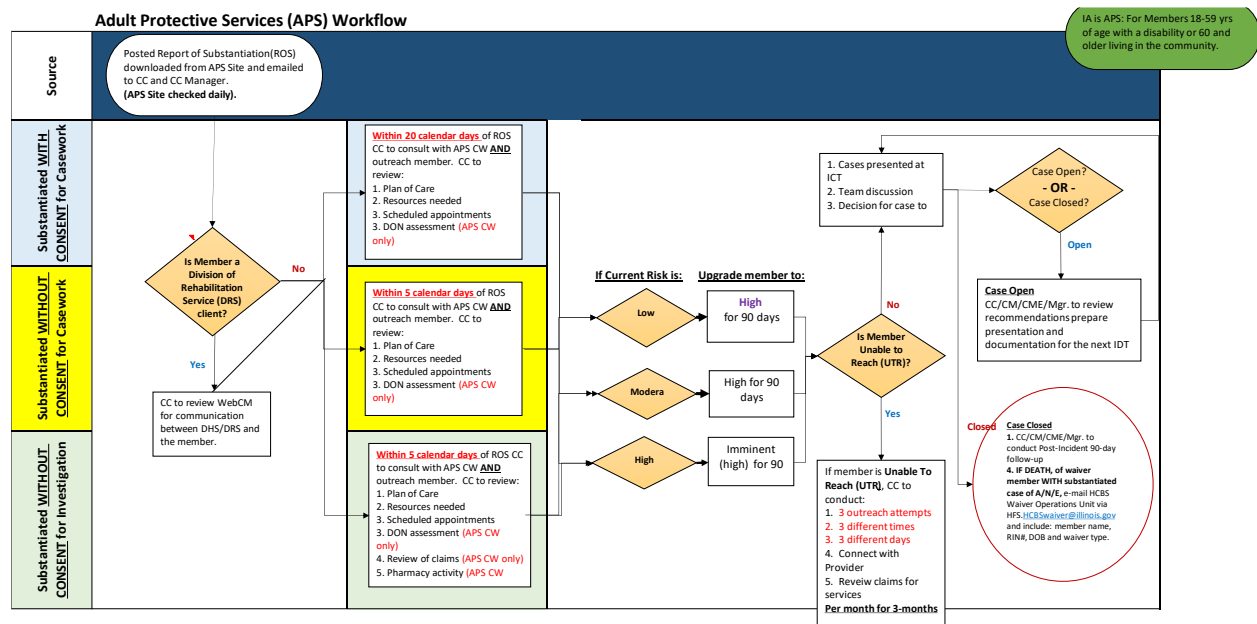 Adult Protective Services (APS) Workflow
IA is APS: For Members 18-59 yrs
of age with a disability or 60 and
older living in the community.
Source
Posted Report of Substantiation(ROS)
downloaded from APS Site and emailed
to CC and CC Manager.
(APS Site checked daily).
Substantiated WITH
CONSENT for Casework
Substantiated WITHOUT
CONSENT for Casework
Substantiated WITHOUT
CONSENT for Investigation
Is Member a
Division of
Rehabilitation
Service (DRS)
client?
No
Yes
CC to review WebCM
for communication
between DHS/DRS and
the member.
Within 20 calendar days of ROS
CC to consult with APS CW AND
outreach member. CC to
review:
1. Plan of Care
2. Resources needed
3. Scheduled appointments
3. DON assessment (APS CW
only)
Within 5 calendar days of ROS
CC to consult with APS CW AND
outreach member. CC to
review:
1. Plan of Care
2. Resources needed
3. Scheduled appointments
3. DON assessment (APS CW
only)
Within 5 calendar days of ROS CC
to consult with APS CW AND
outreach member. CC to review:
1. Plan of Care
2. Resources needed
3. Scheduled appointments
3. DON assessment (APS CW
only)
4. Review of claims (APS CW only)
5. Pharmacy activity (APS CW
If Current Risk is:
Upgrade member to:
Low
High
for 90 days
Modera
High for 90
days
High
Imminent
(high) for 90
Is Member
Unable to
Reach (UTR)?
No
Yes
If member is Unable To
Reach (UTR), CC to
conduct:
1. 3 outreach attempts
2. 3 different times
3. 3 different days
4. Connect with
Provider
5. Reveiw claims for
services
Per month for 3-months
1. Cases presented at
ICT
2. Team discussion
3. Decision for case to
Case Open?
- OR -
Case Closed?
Open
Case Open
CC/CM/CME/Mgr. to review
recommendations prepare
presentation and
documentation for the next IDT
Closed
Case Closed
1. CC/CM/CME/Mgr. to
conduct Post-Incident 90-day
follow-up
4. IF DEATH, of waiver
member WITH substantiated
case of A/N/E, e-mail HCBS
Waiver Operations Unit via
HFS.HCBSwaiver@illinois.gov
and include: member name,
RIN#, DOB and waiver type.